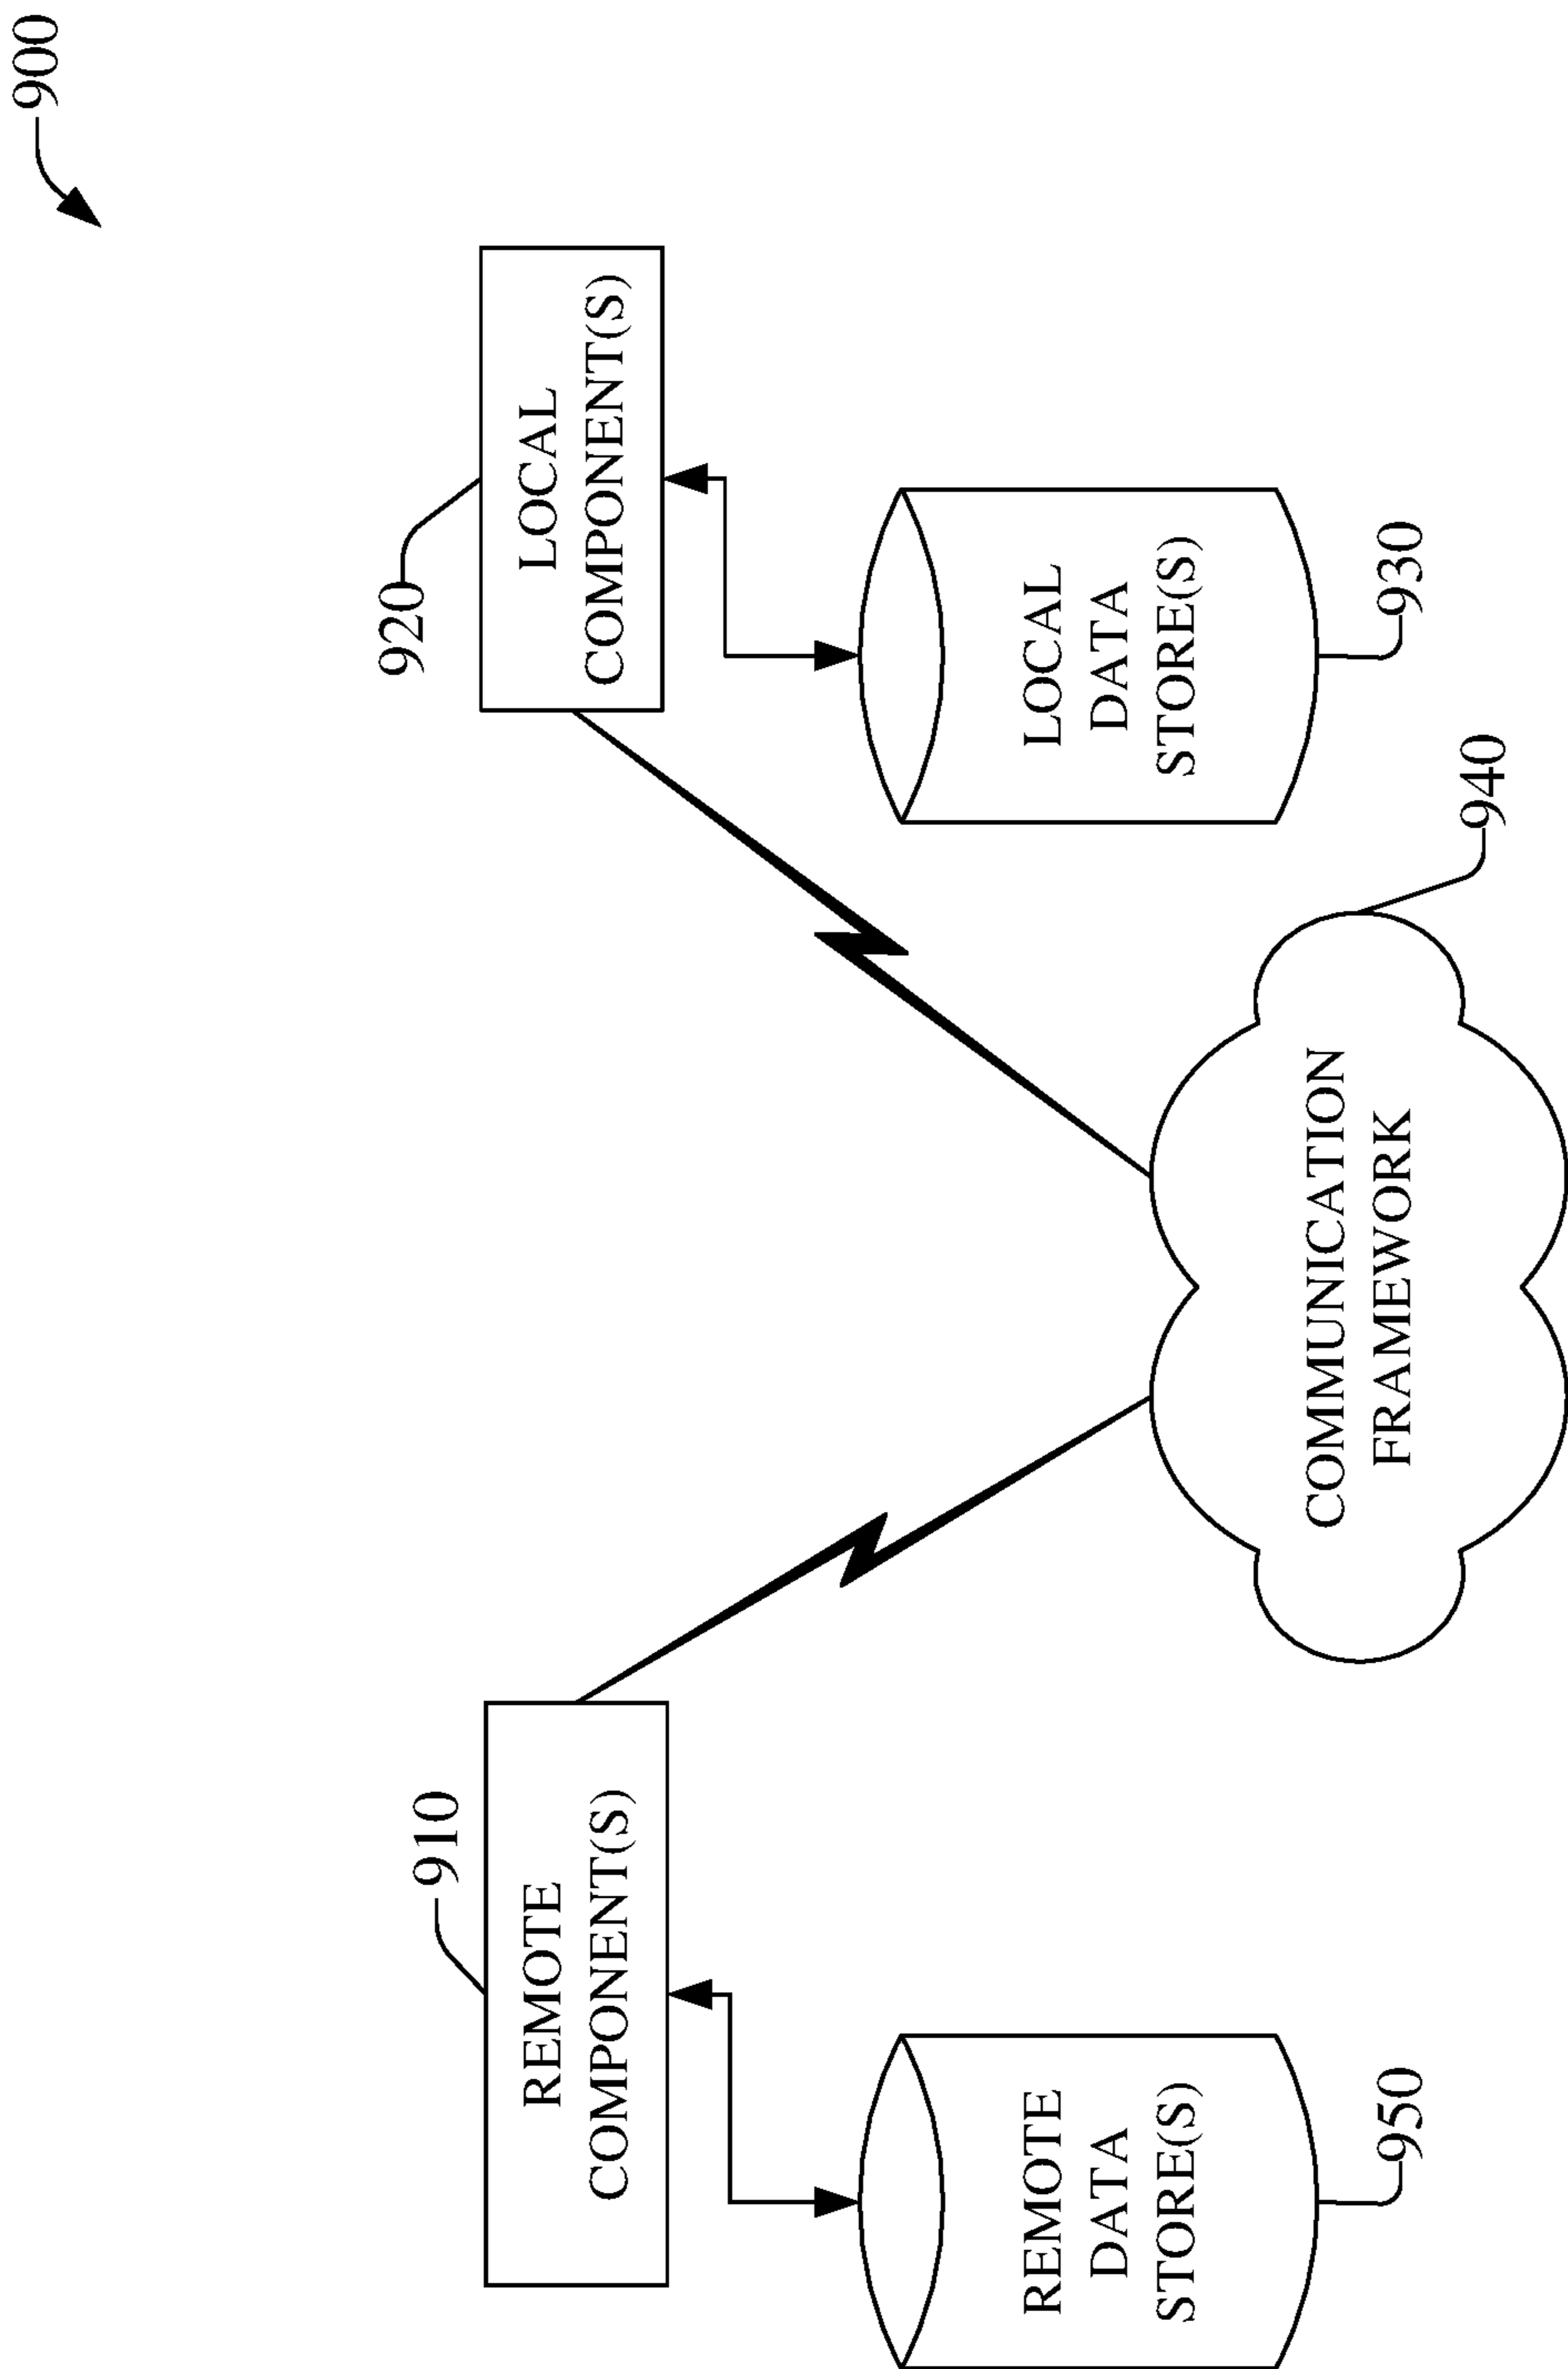 900
910
REMOTE
COMPONENT(S)
920
LOCAL
COMPONENT(S)
REMOTE
DATA
STORE(S)
950
LOCAL
DATA
STORE(S)
930
COMMUNICATION
FRAMEWORK
940